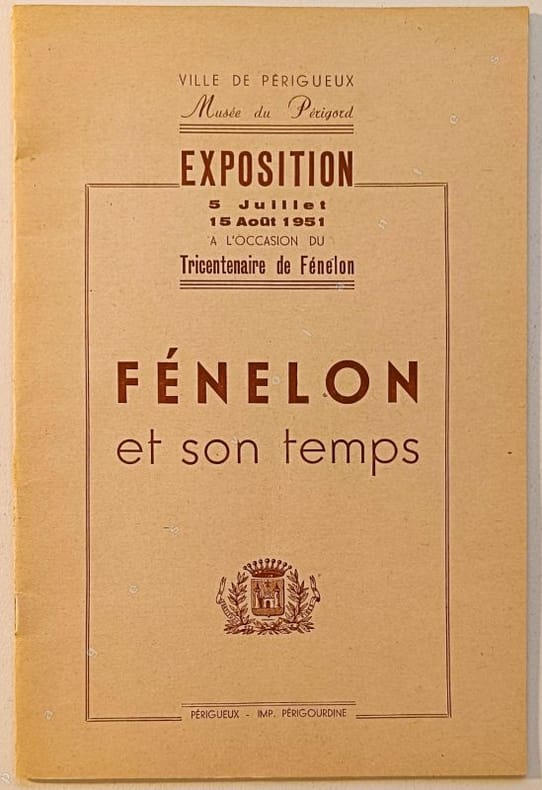 VILLE DE PÉRIGUEUX
Musée du Périgord
EXPOSITION
5 Juillet
15 Août 1951
A L'OCCASION DU
Tricentenaire de Fénelon
FÉNELON
et son temps
PÉRIGUEUX - IMP. PÉRIGOURDINE